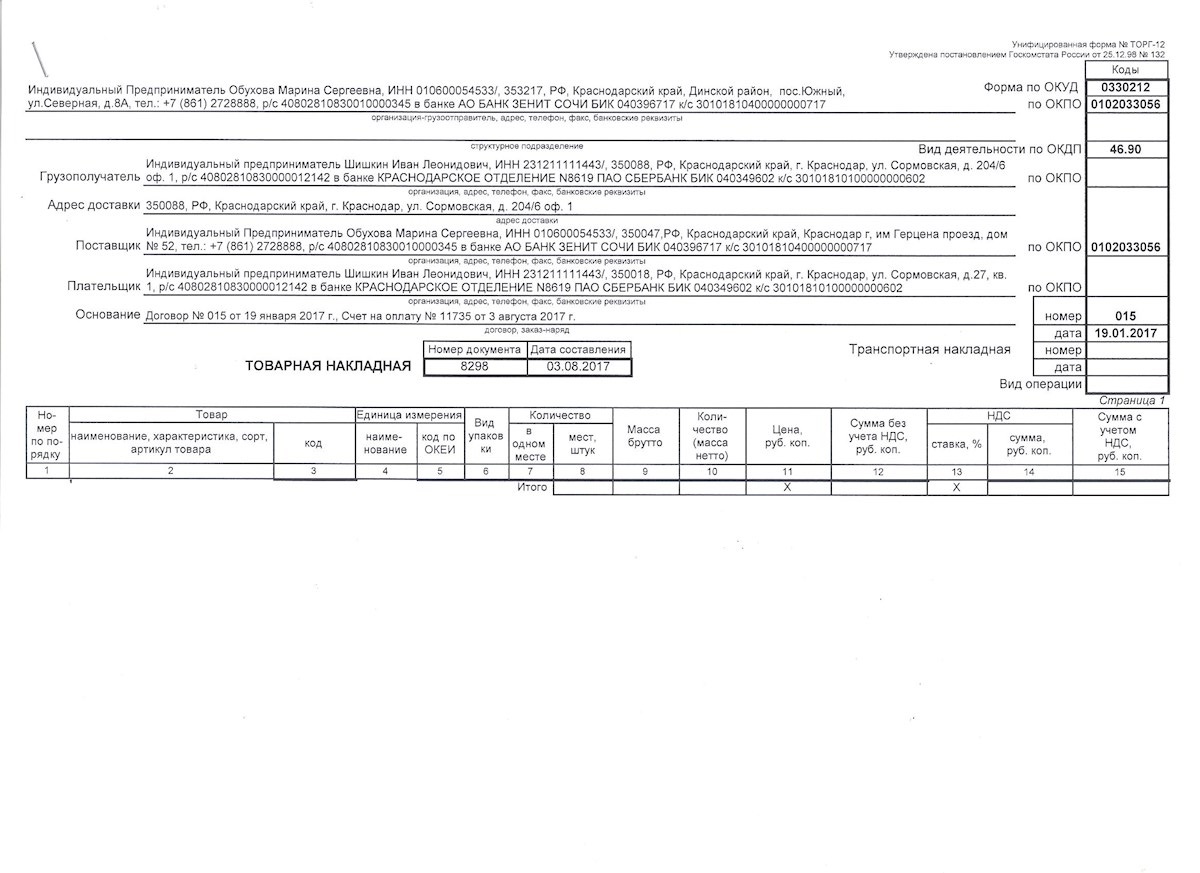 Унифицированная форма № ТОРГ-12
Утверждена постановлением Госкомстата России от 25.12.98 № 132
Коды
Форма по ОКУД 0330212
Индивидуальный Предприниматель Обухова Марина Сергеевна, ИНН 010600054533/, 353217, РФ, Краснодарский край, Динской район, пос.Южный,
ул.Северная, д.8А, тел.: +7 (861) 2728888, р/с 40802810830010000345 в банке АО БАНК ЗЕНИТ СОЧИ БИК 040396717 к/с 30101810400000000717
по ОКПО 0102033056
организация-грузоотправитель, адрес, телефон, факс, банковские реквизиты
структурное подразделение
Вид деятельности по ОКДП 46.90
Индивидуальный предприниматель Шишкин Иван Леонидович, ИНН 231211111443/, 350088, РФ, Краснодарский край, г. Краснодар, ул. Сормовская, д. 204/6
Грузополучатель оф. 1, р/с 40802810830000012142 в банке КРАСНОДАРСКОЕ ОТДЕЛЕНИЕ N8619 ПАО СБЕРБАНК БИК 040349602 к/с 30101810100000000602 по ОКПО
организация, адрес, телефон, факс, банковские реквизиты
Адрес доставки 350088, РФ, Краснодарский край, г. Краснодар, ул. Сормовская, д. 204/6 оф. 1
адрес доставки
Индивидуальный Предприниматель Обухова Марина Сергеевна, ИНН 010600054533/, 350047,РФ, Краснодарский край, Краснодар г, им Герцена проезд, дом
Поставщик № 52, тел.: +7 (861) 2728888, р/с 40802810830010000345 в банке АО БАНК ЗЕНИТ СОЧИ БИК 040396717 к/с 30101810400000000717 по ОКПО 0102033056
организация, адрес, телефон, факс, банковские реквизиты
Индивидуальный предприниматель Шишкин Иван Леонидович, ИНН 231211111443/, 350018, РФ, Краснодарский край, г. Краснодар, ул. Сормовская, д.27, кв.
Плательщик 1, р/с 40802810830000012142 в банке КРАСНОДАРСКОЕ ОТДЕЛЕНИЕ N8619 ПАО СБЕРБАНК БИК 040349602 к/с 30101810100000000602 по ОКПО
организация, адрес, телефон, факс, банковские реквизиты
Основание Договор № 015 от 19 января 2017 г., Счет на оплату № 11735 от 3 августа 2017 г. номер 015
договор, заказ-наряд
дата 19.01.2017
Номер документа Дата составления
Транспортная накладная номер
ТОВАРНАЯ НАКЛАДНАЯ 8298 03.08.2017
дата
Вид операции
Страница 1
Но-
мер
по по-
рядку
Товар
наименование, характеристика, сорт,
артикул товара
код
Единица измерения
наиме-
нование
код по
ОКЕИ
Вид
упаков
ки
Количество
в
одном
месте
мест,
штук
Масса
брутто
Коли-
чество
(масса
нетто)
Цена,
руб. коп.
Сумма без
учета НДС,
руб. коп.
НДС
ставка, %
сумма,
руб. коп.
Сумма с
учетом
НДС,
руб. коп.
1 2 3 4 5 6 7 8 9 10 11 12 13 14 15
Итого X X